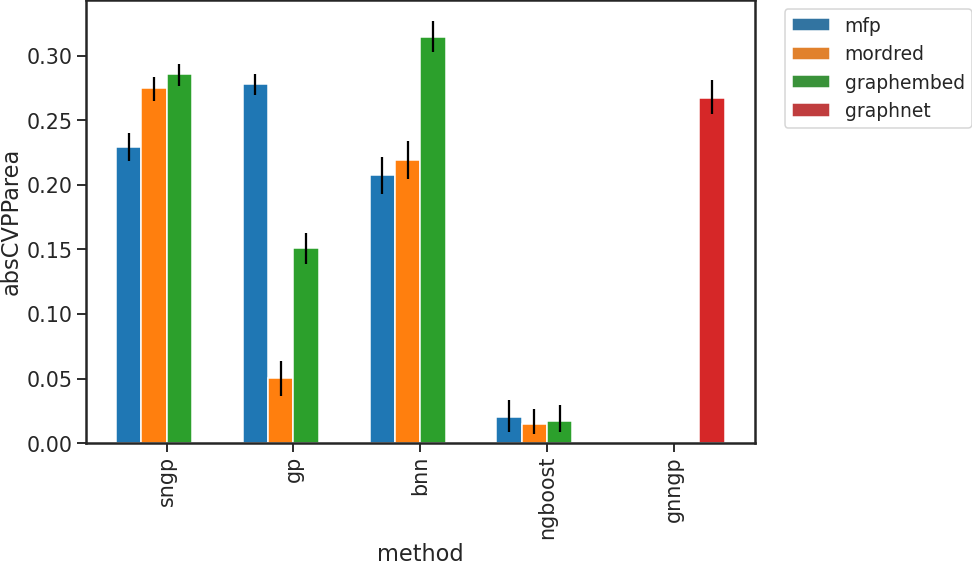 absCVPParea
0.30
0.25
0.20
0.15
0.10
0.05
0.00
sngp
gp
bnn
ngboost
gnngp
method
mfp
mordred
graphembed
graphnet